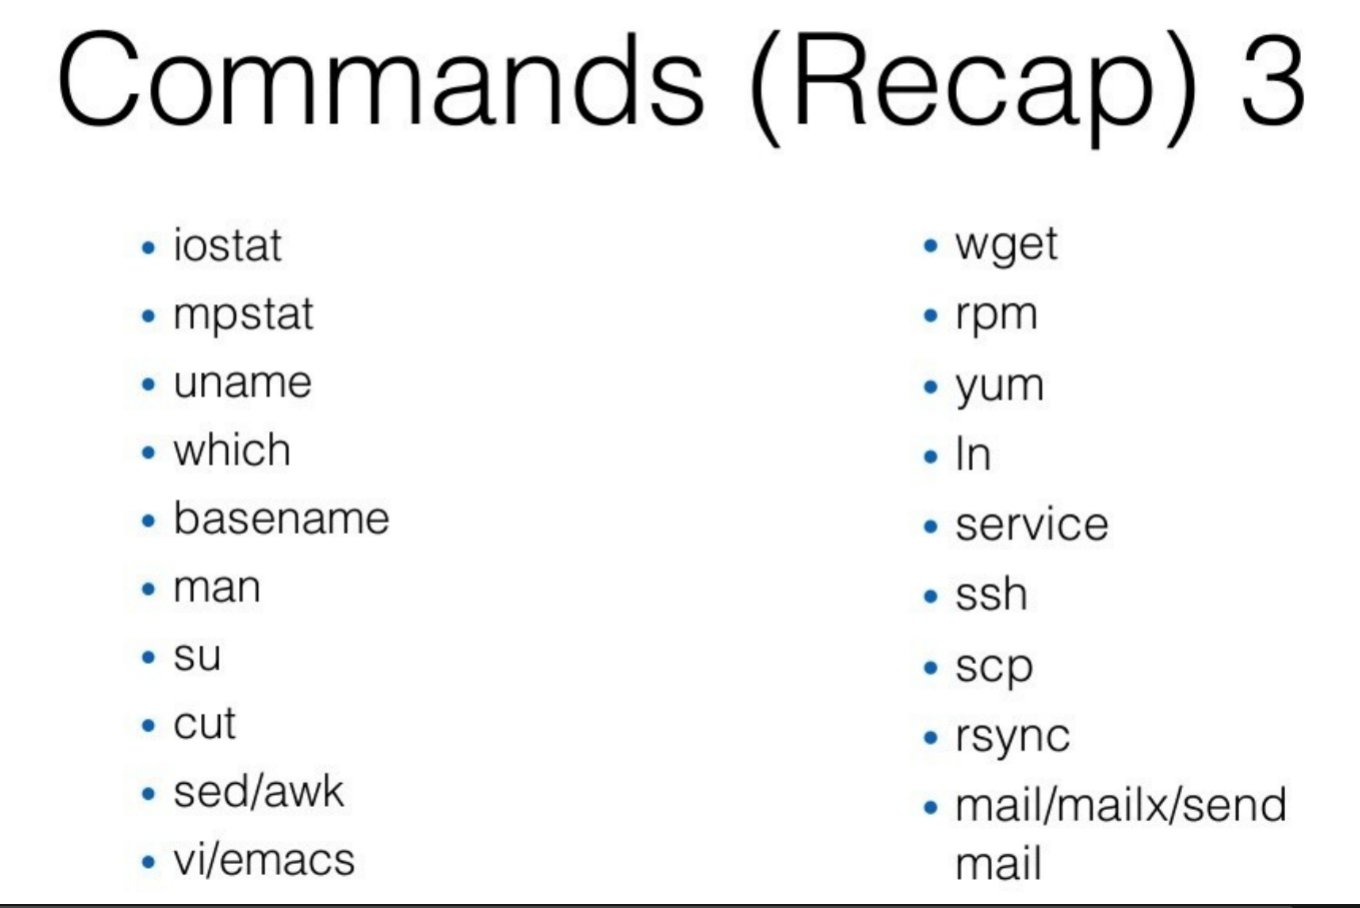 Commands (Recap) 3
• iostat
• mpstat
• uname
• which
• basename
• man
• su
• cut
• sed/awk
• vi/emacs
• wget
• rpm
• yum
• ln
• service
• ssh
• scp
• rsync
• mail/mailx/send
mail